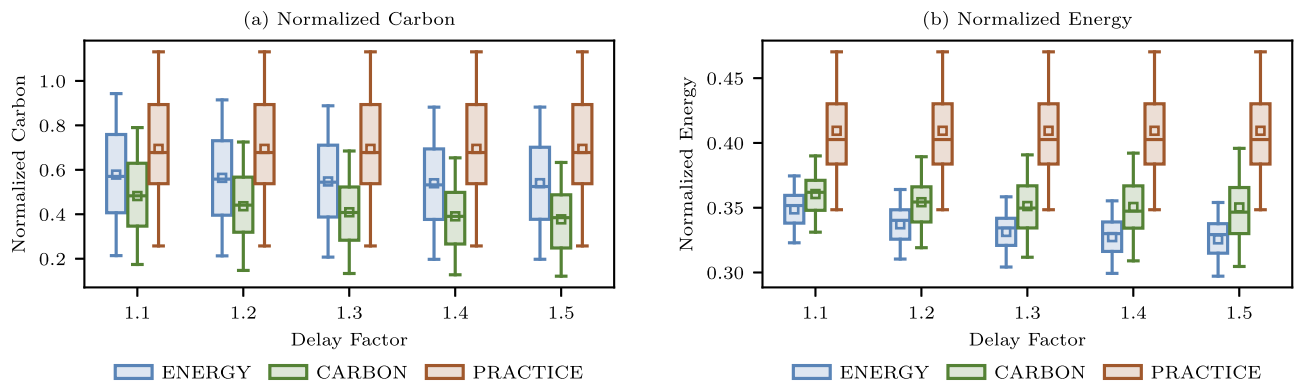 (a) Normalized Carbon
Normalized Carbon
1.0
0.8
0.6
0.4
0.2
1.1 1.2 1.3 1.4 1.5
Delay Factor
ENERGY CARBON PRACTICE
(b) Normalized Energy
Normalized Energy
0.45
0.40
0.35
0.30
1.1 1.2 1.3 1.4 1.5
Delay Factor
ENERGY CARBON PRACTICE